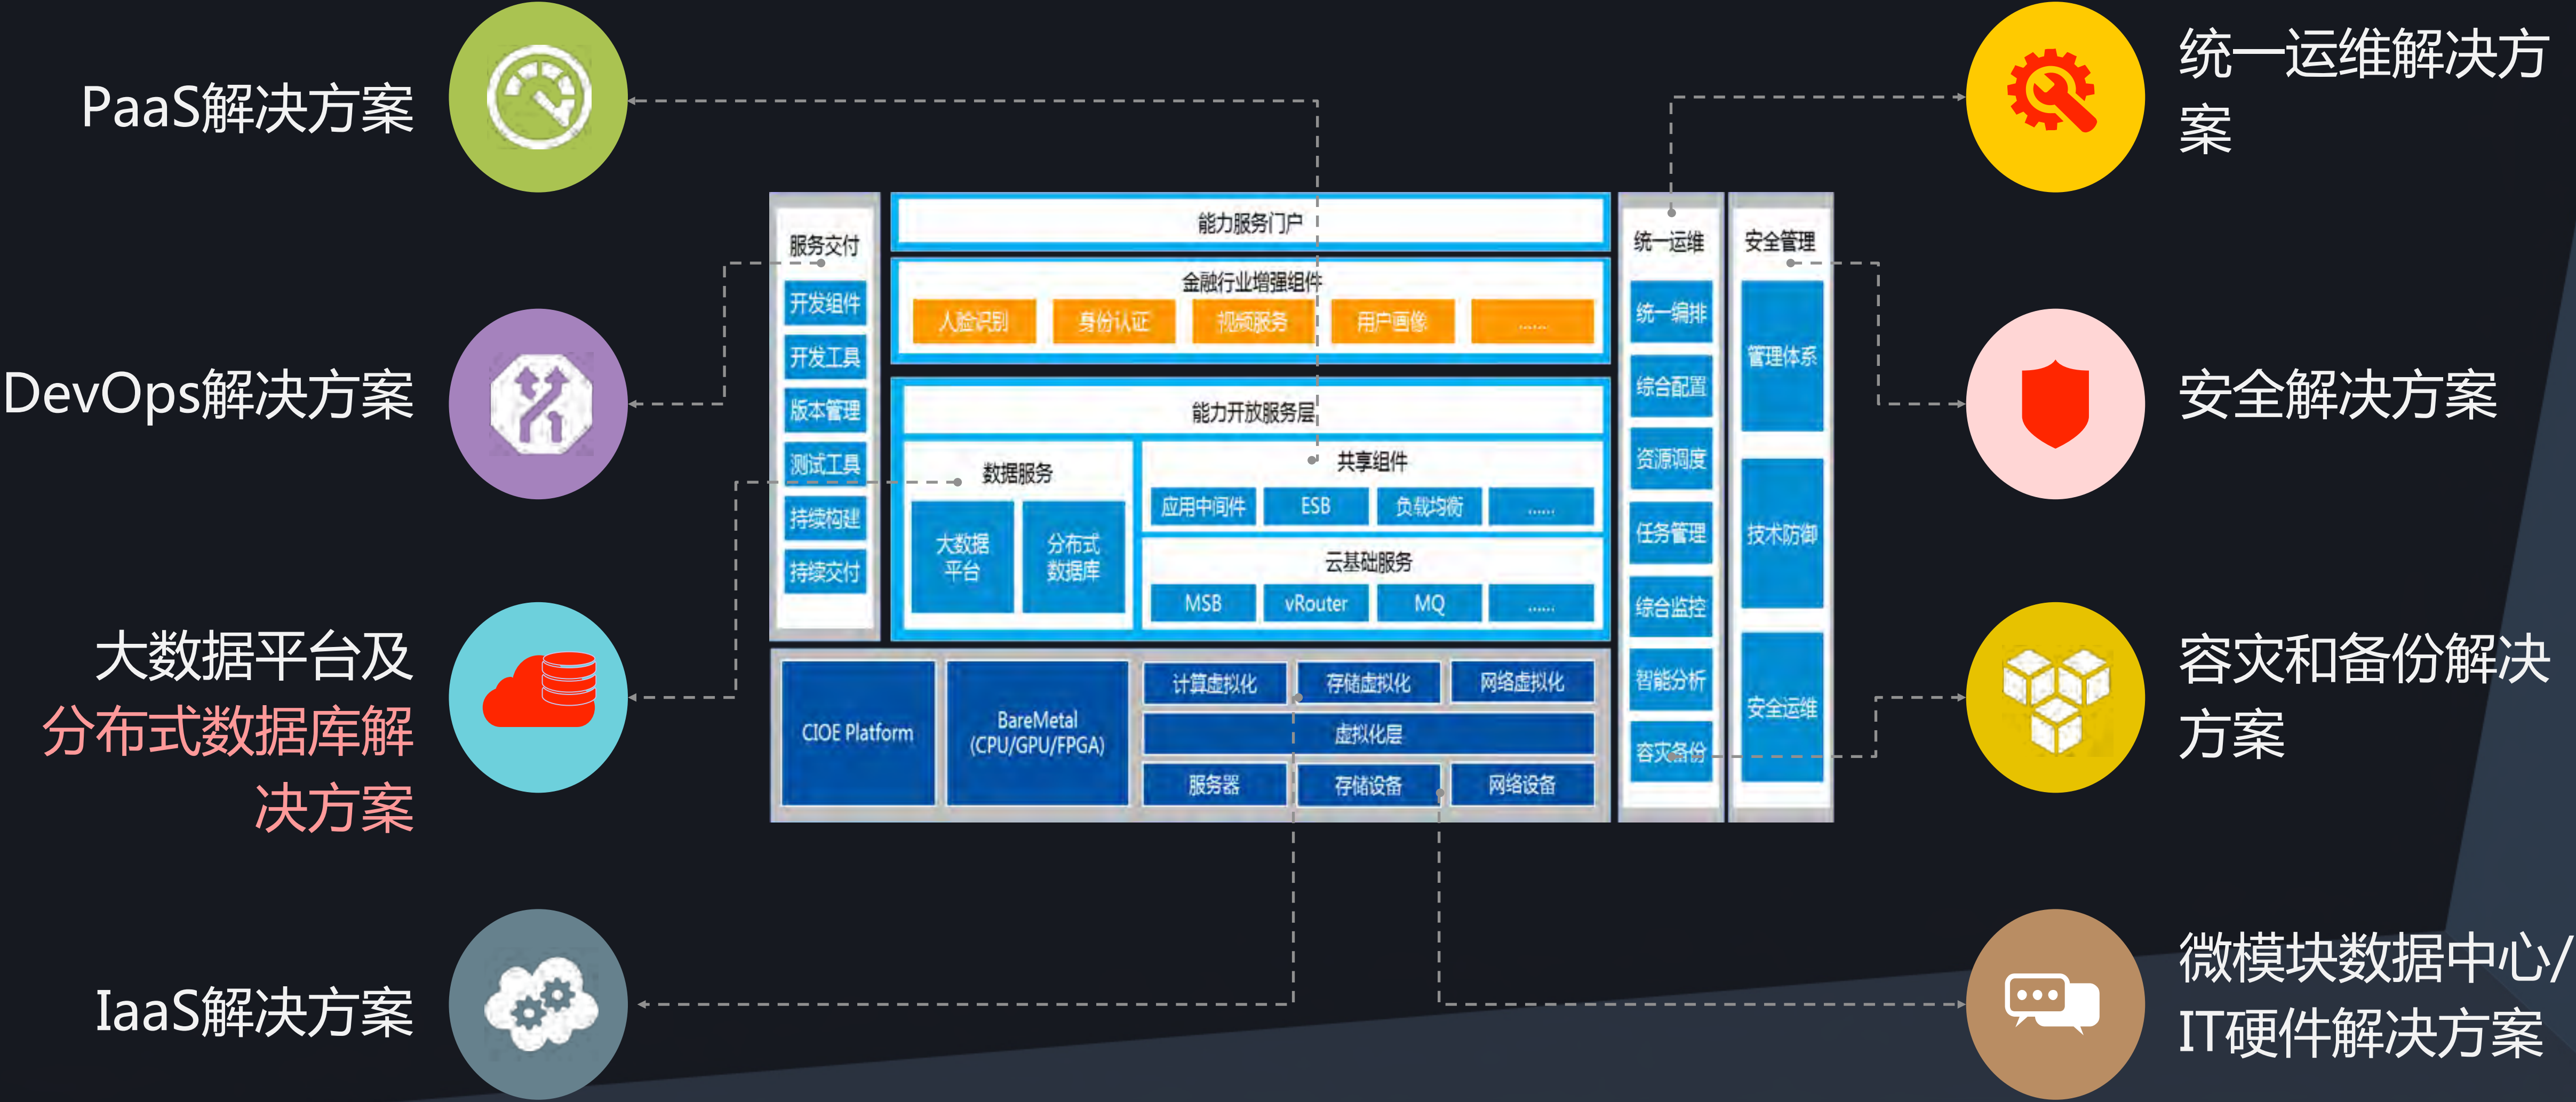 PaaS解决方案
DevOps解决方案
大数据平台及
分布式数据库解
决方案
IaaS解决方案
服务交付
开发组件
开发工具
版本管理
测试工具
持续构建
持续交付
能力服务门户
金融行业增强组件
人脸识别
身份认证
视频服务
用户画像
……
能力开放服务层
数据服务
大数据
平台
分布式
数据库
共享组件
应用中间件
ESB
负载均衡
……
云基础服务
MSB
vRouter
MQ
……
CIOE Platform
BareMetal
(CPU/GPU/FPGA)
计算虚拟化
存储虚拟化
网络虚拟化
虚拟化层
服务器
存储设备
网络设备
统一运维
统一编排
综合配置
资源调度
任务管理
综合监控
智能分析
容灾备份
安全管理
管理体系
技术防御
安全运维
统一运维解决方
案
安全解决方案
容灾和备份解决
方案
微模块数据中心/
IT硬件解决方案